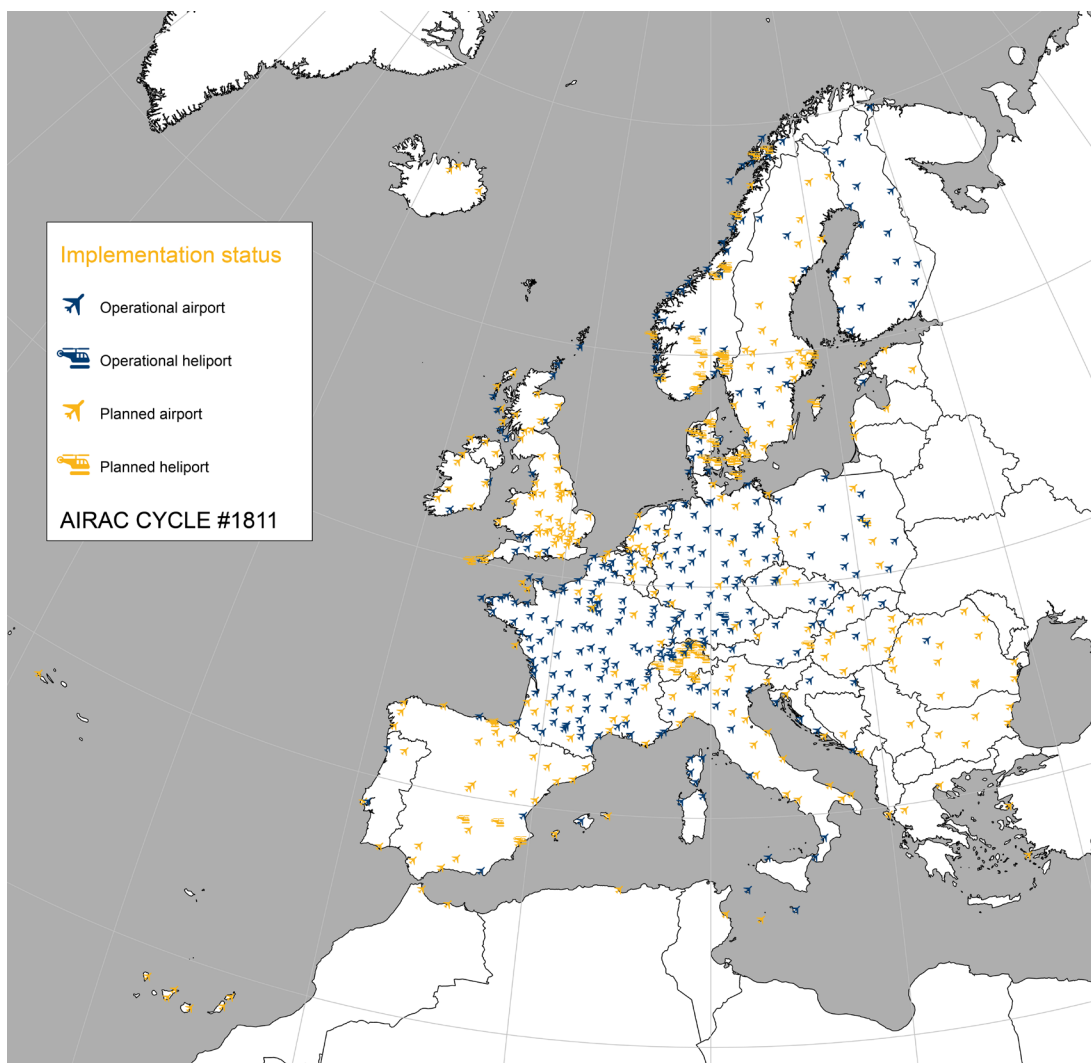 Implementation status
Operational airport
Operational heliport
Planned airport
Planned heliport
AIRAC CYCLE #1811